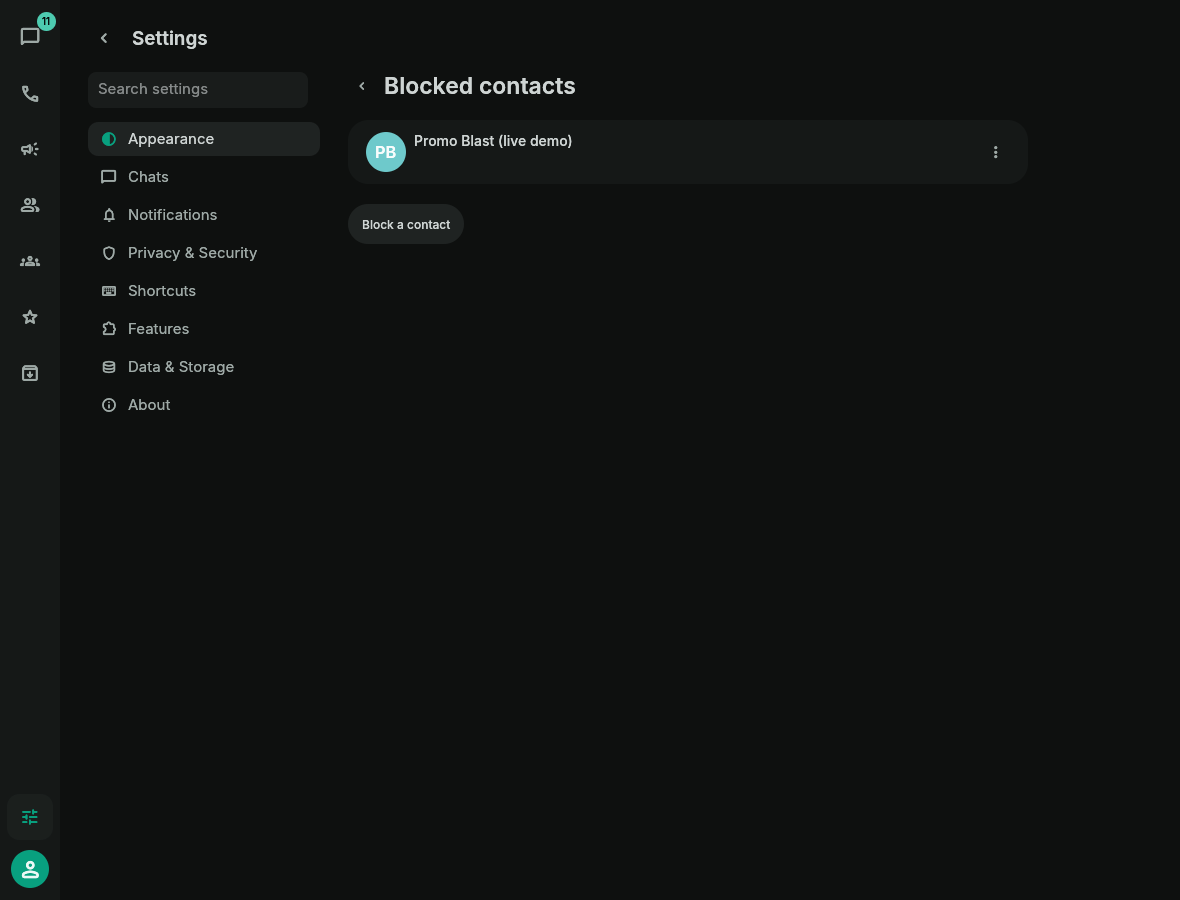 11
Settings
Search settings
Appearance
Chats
Notifications
Privacy & Security
Shortcuts
Features
Data & Storage
About
Blocked contacts
PB
Promo Blast (live demo)
Block a contact